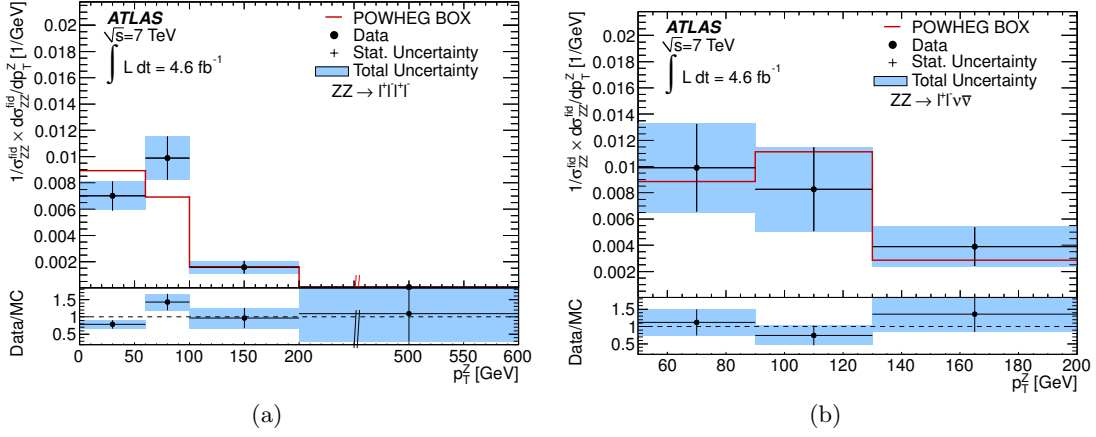 1/σ_ZZ^fid × dσ_ZZ^fid/dp_T^Z [1/GeV]
0.02
0.018
0.016
0.014
0.012
0.01
0.008
0.006
0.004
0.002
ATLAS
√s=7 TeV
∫ L dt = 4.6 fb⁻¹
POWHEG BOX
Data
Stat. Uncertainty
Total Uncertainty
ZZ → l⁺l⁻l⁺l⁻
Data/MC
1.5
1
0.5
0 50 100 150 200 500 550 600
p_T^Z [GeV]
(a)
1/σ_ZZ^fid × dσ_ZZ^fid/dp_T^Z [1/GeV]
0.02
0.018
0.016
0.014
0.012
0.01
0.008
0.006
0.004
0.002
ATLAS
√s=7 TeV
∫ L dt = 4.6 fb⁻¹
POWHEG BOX
Data
Stat. Uncertainty
Total Uncertainty
ZZ → l⁺l⁻νν̄
Data/MC
1.5
1
0.5
60 80 100 120 140 160 180 200
p_T^Z [GeV]
(b)